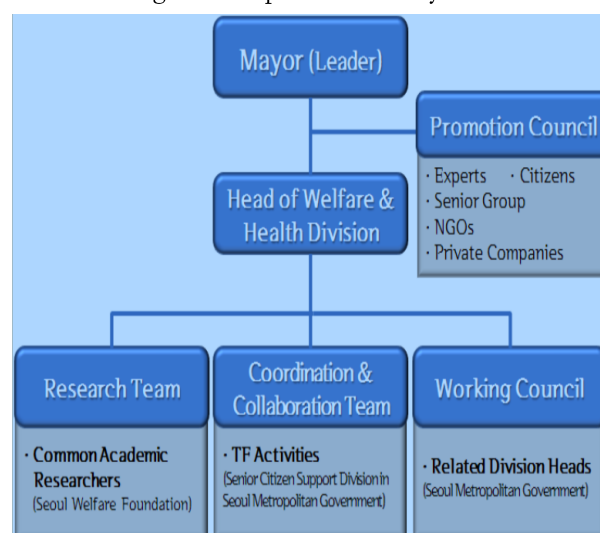 Mayor (Leader)
Promotion Council
· Experts · Citizens
· Senior Group
· NGOs
· Private Companies
Head of Welfare &
Health Division
Research Team
· Common Academic
Researchers
(Seoul Welfare Foundation)
Coordination &
Collaboration Team
· TF Activities
(Senior Citizen Support Division in
Seoul Metropolitan Government)
Working Council
· Related Division Heads
(Seoul Metropolitan Government)